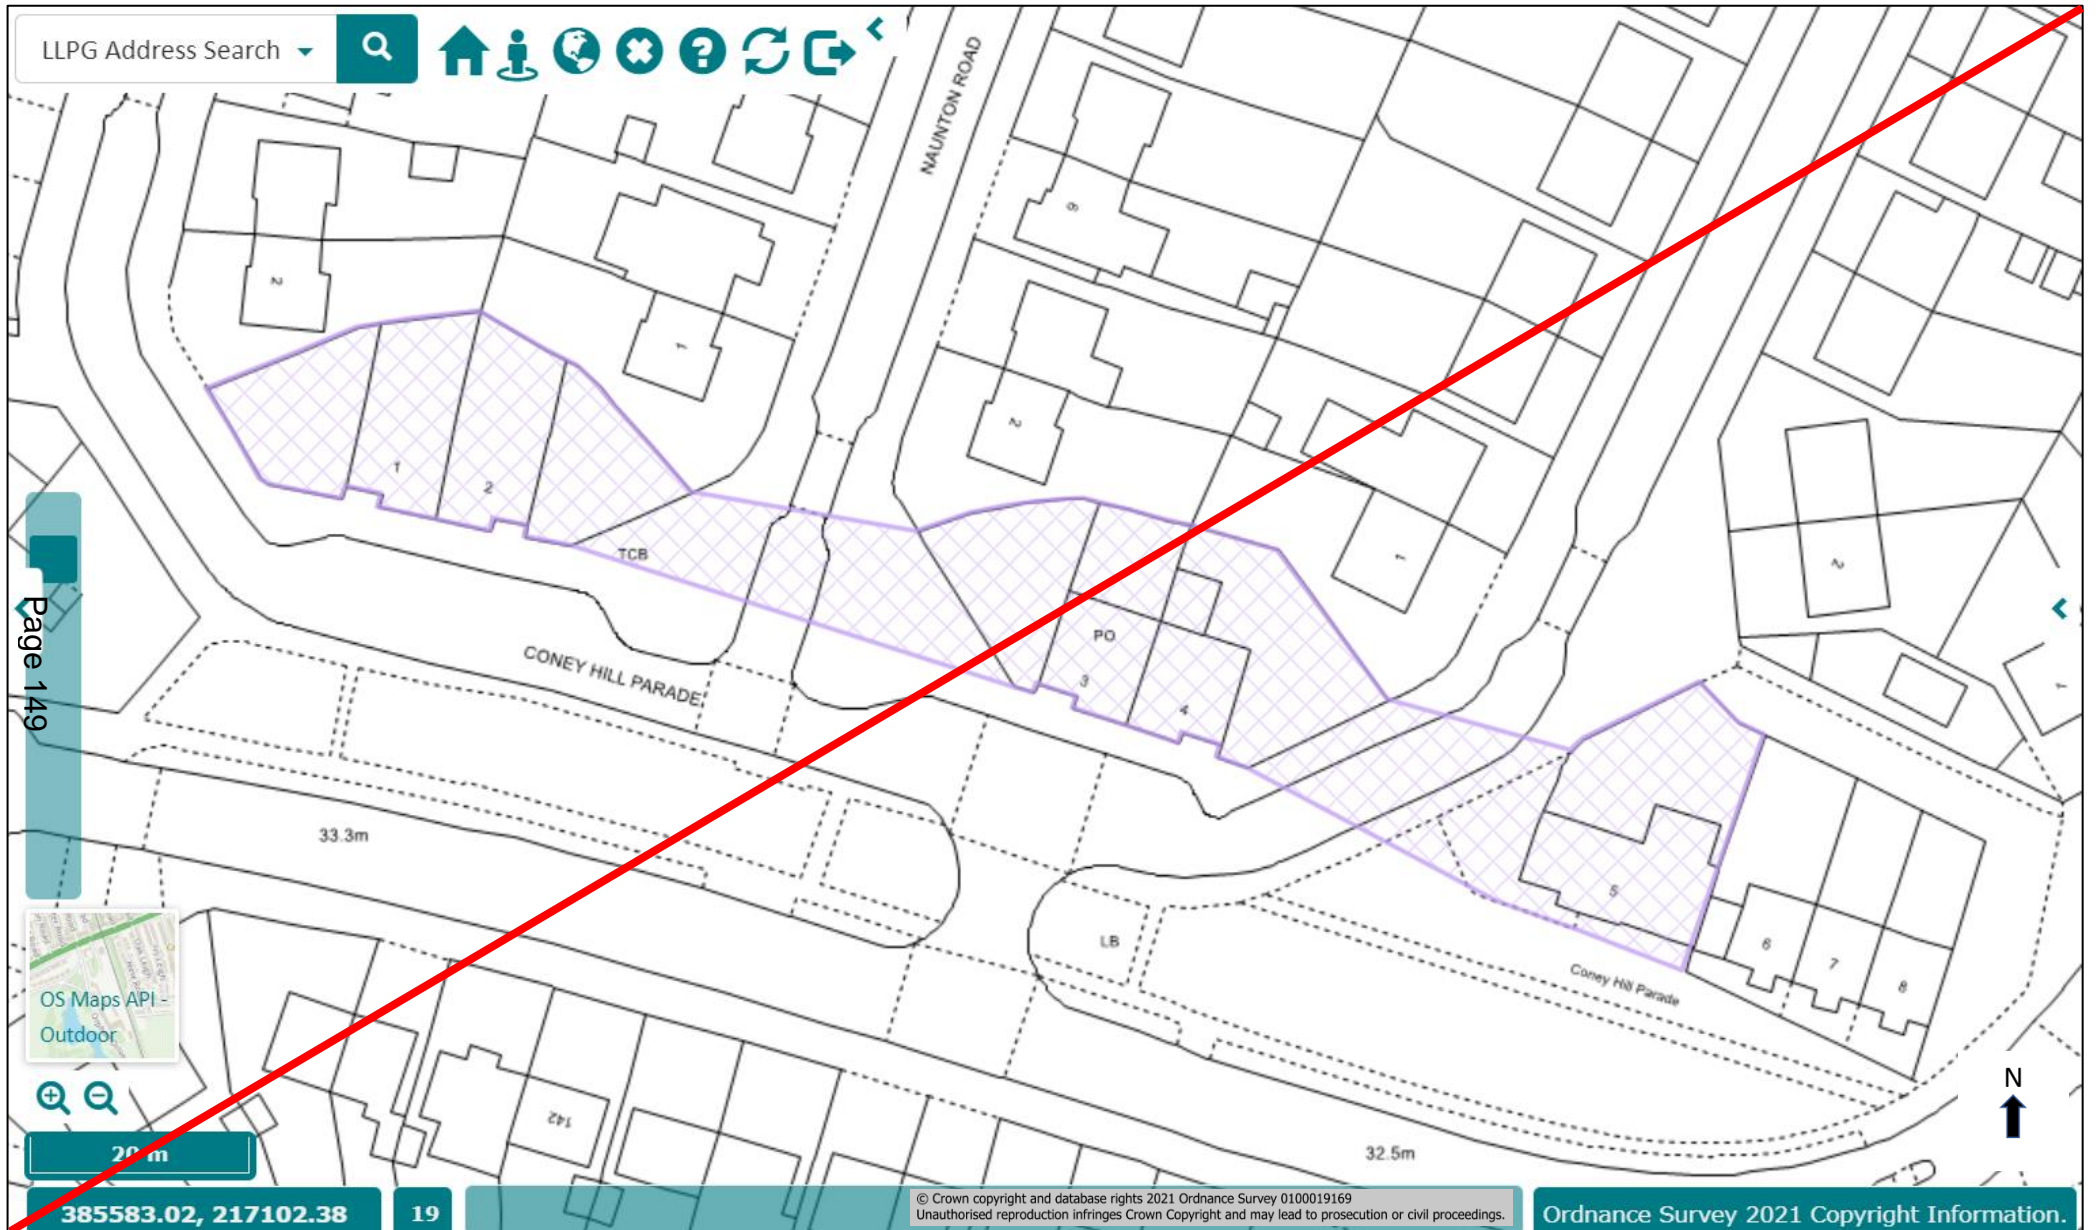 LLPG Address Search
NAUNTON ROAD
2
1
6
2
1
2
1
1
2
TCB
PO
3
4
CONEY HILL PARADE
Page 149
33.3m
LB
5
6
7
8
Coney Hill Parade
OS Maps API -
Outdoor
142
32.5m
N
20 m
385583.02, 217102.38
19
© Crown copyright and database rights 2021 Ordnance Survey 0100019169
Unauthorised reproduction infringes Crown Copyright and may lead to prosecution or civil proceedings.
Ordnance Survey 2021 Copyright Information.